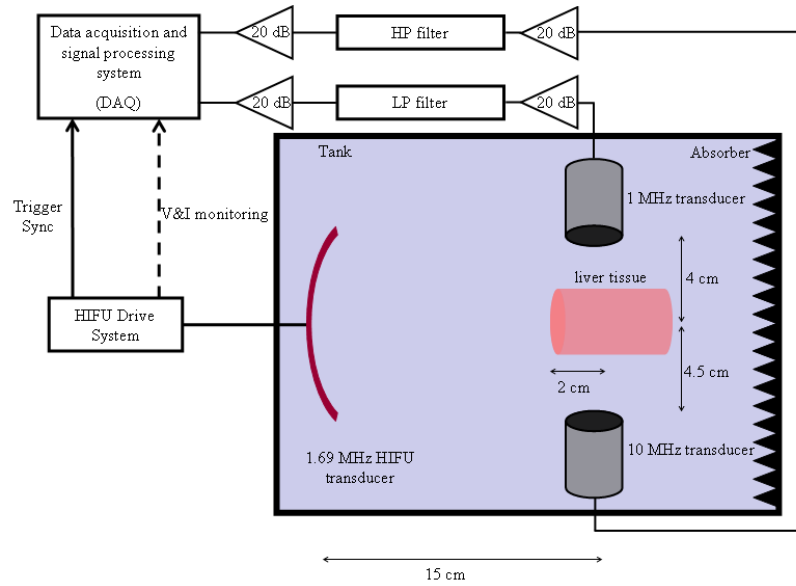 Data acquisition and
signal processing
system
(DAQ)
20 dB
HP filter
20 dB
20 dB
LP filter
20 dB
Tank
Absorber
1 MHz transducer
Trigger
Sync
V&I monitoring
liver tissue
4 cm
HIFU Drive
System
4.5 cm
2 cm
1.69 MHz HIFU
transducer
10 MHz transducer
15 cm